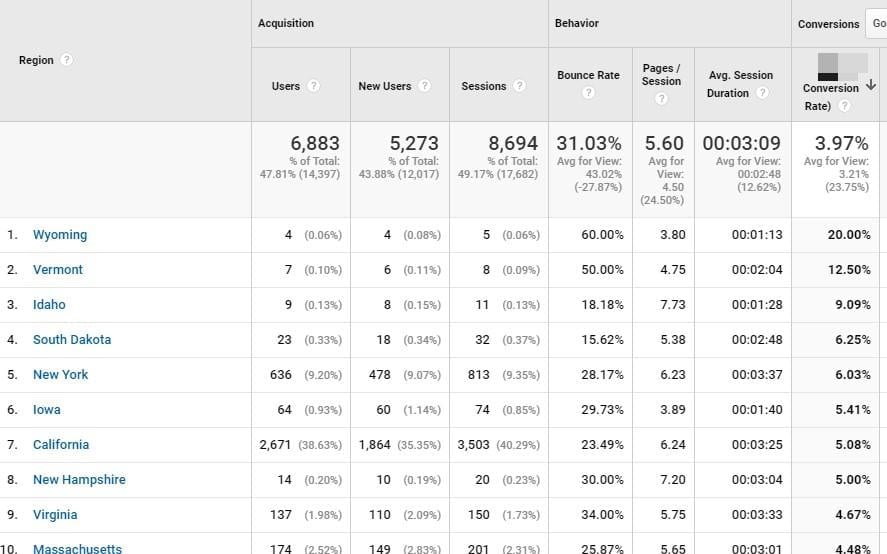 Acquisition Behavior Conversions Go
Region ? Users ? New Users ? Sessions ? Bounce Rate ? Pages / Session ? Avg. Session Duration ? Conversion Rate) ?
6,883 5,273 8,694 31.03% 5.60 00:03:09 3.97%
% of Total: 47.81% (14,397) % of Total: 43.88% (12,017) % of Total: 49.17% (17,682) Avg for View: 43.02% (-27.87%) Avg for View: 4.50 (24.50%) Avg for View: 00:02:48 (12.62%) Avg for View: 3.21% (23.75%)
1. Wyoming 4 (0.06%) 4 (0.08%) 5 (0.06%) 60.00% 3.80 00:01:13 20.00%
2. Vermont 7 (0.10%) 6 (0.11%) 8 (0.09%) 50.00% 4.75 00:02:04 12.50%
3. Idaho 9 (0.13%) 8 (0.15%) 11 (0.13%) 18.18% 7.73 00:01:28 9.09%
4. South Dakota 23 (0.33%) 18 (0.34%) 32 (0.37%) 15.62% 5.38 00:02:48 6.25%
5. New York 636 (9.20%) 478 (9.07%) 813 (9.35%) 28.17% 6.23 00:03:37 6.03%
6. Iowa 64 (0.93%) 60 (1.14%) 74 (0.85%) 29.73% 3.89 00:01:40 5.41%
7. California 2,671 (38.63%) 1,864 (35.35%) 3,503 (40.29%) 23.49% 6.24 00:03:25 5.08%
8. New Hampshire 14 (0.20%) 10 (0.19%) 20 (0.23%) 30.00% 7.20 00:03:04 5.00%
9. Virginia 137 (1.98%) 110 (2.09%) 150 (1.73%) 34.00% 5.75 00:03:33 4.67%
10. Massachusetts 174 (2.52%) 149 (2.83%) 201 (2.31%) 25.87% 5.65 00:03:01 4.48%